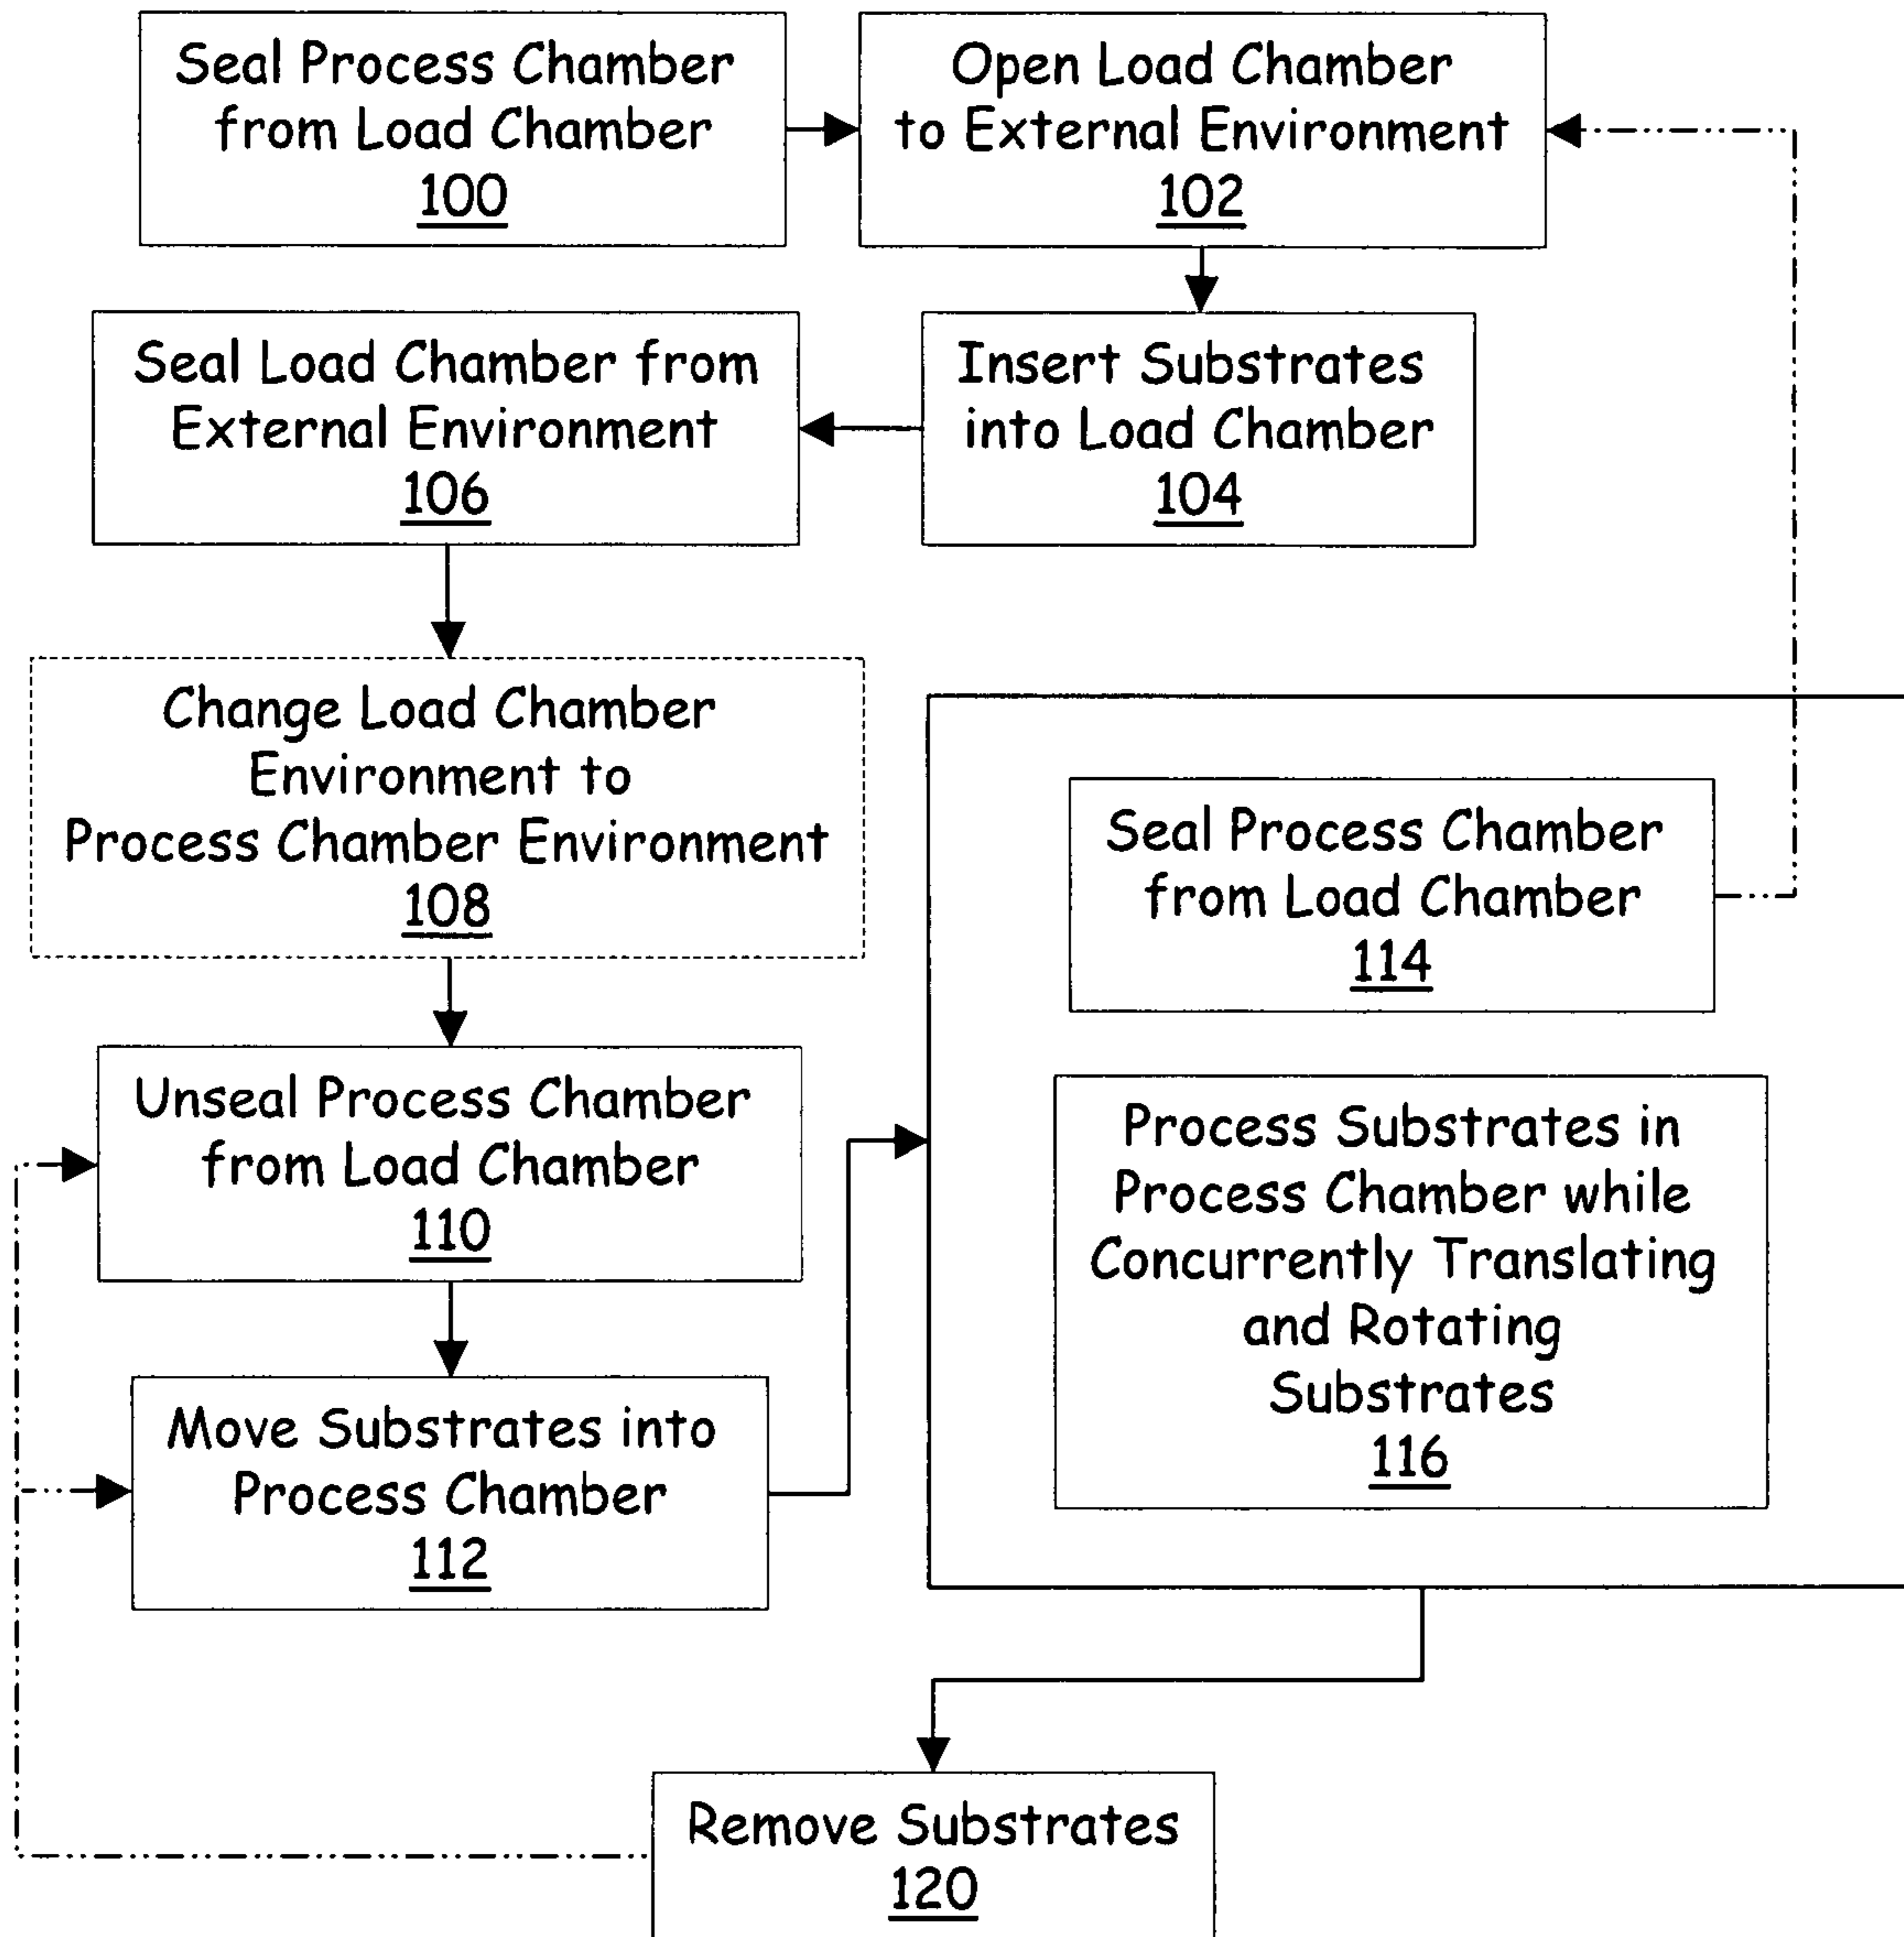 Seal Process Chamber
from Load Chamber
100
Open Load Chamber
to External Environment
102
Seal Load Chamber from
External Environment
106
Insert Substrates
into Load Chamber
104
Change Load Chamber
Environment to
Process Chamber Environment
108
Seal Process Chamber
from Load Chamber
114
Unseal Process Chamber
from Load Chamber
110
Process Substrates in
Process Chamber while
Concurrently Translating
and Rotating
Substrates
116
Move Substrates into
Process Chamber
112
Remove Substrates
120